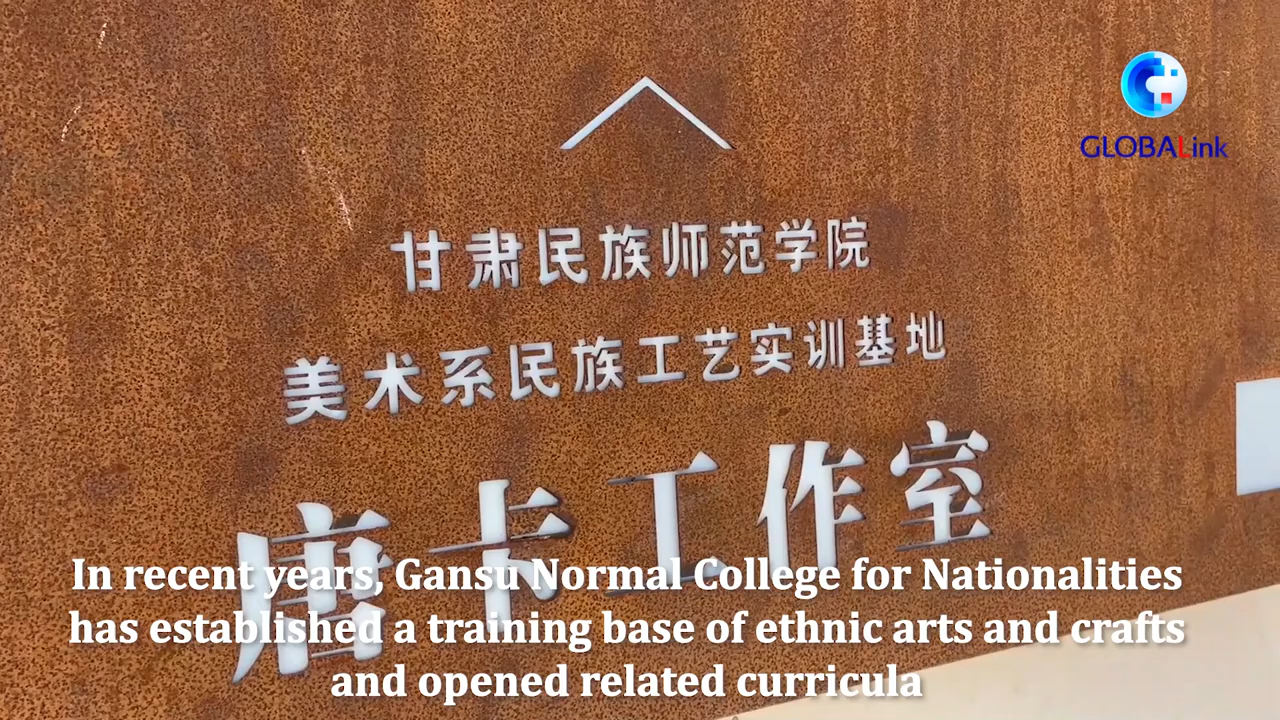 GLOBALink
甘肃民族师范学院
美术系民族工艺实训基地
唐卡工作室
In recent years, Gansu Normal College for Nationalities
has established a training base of ethnic arts and crafts
and opened related curricula